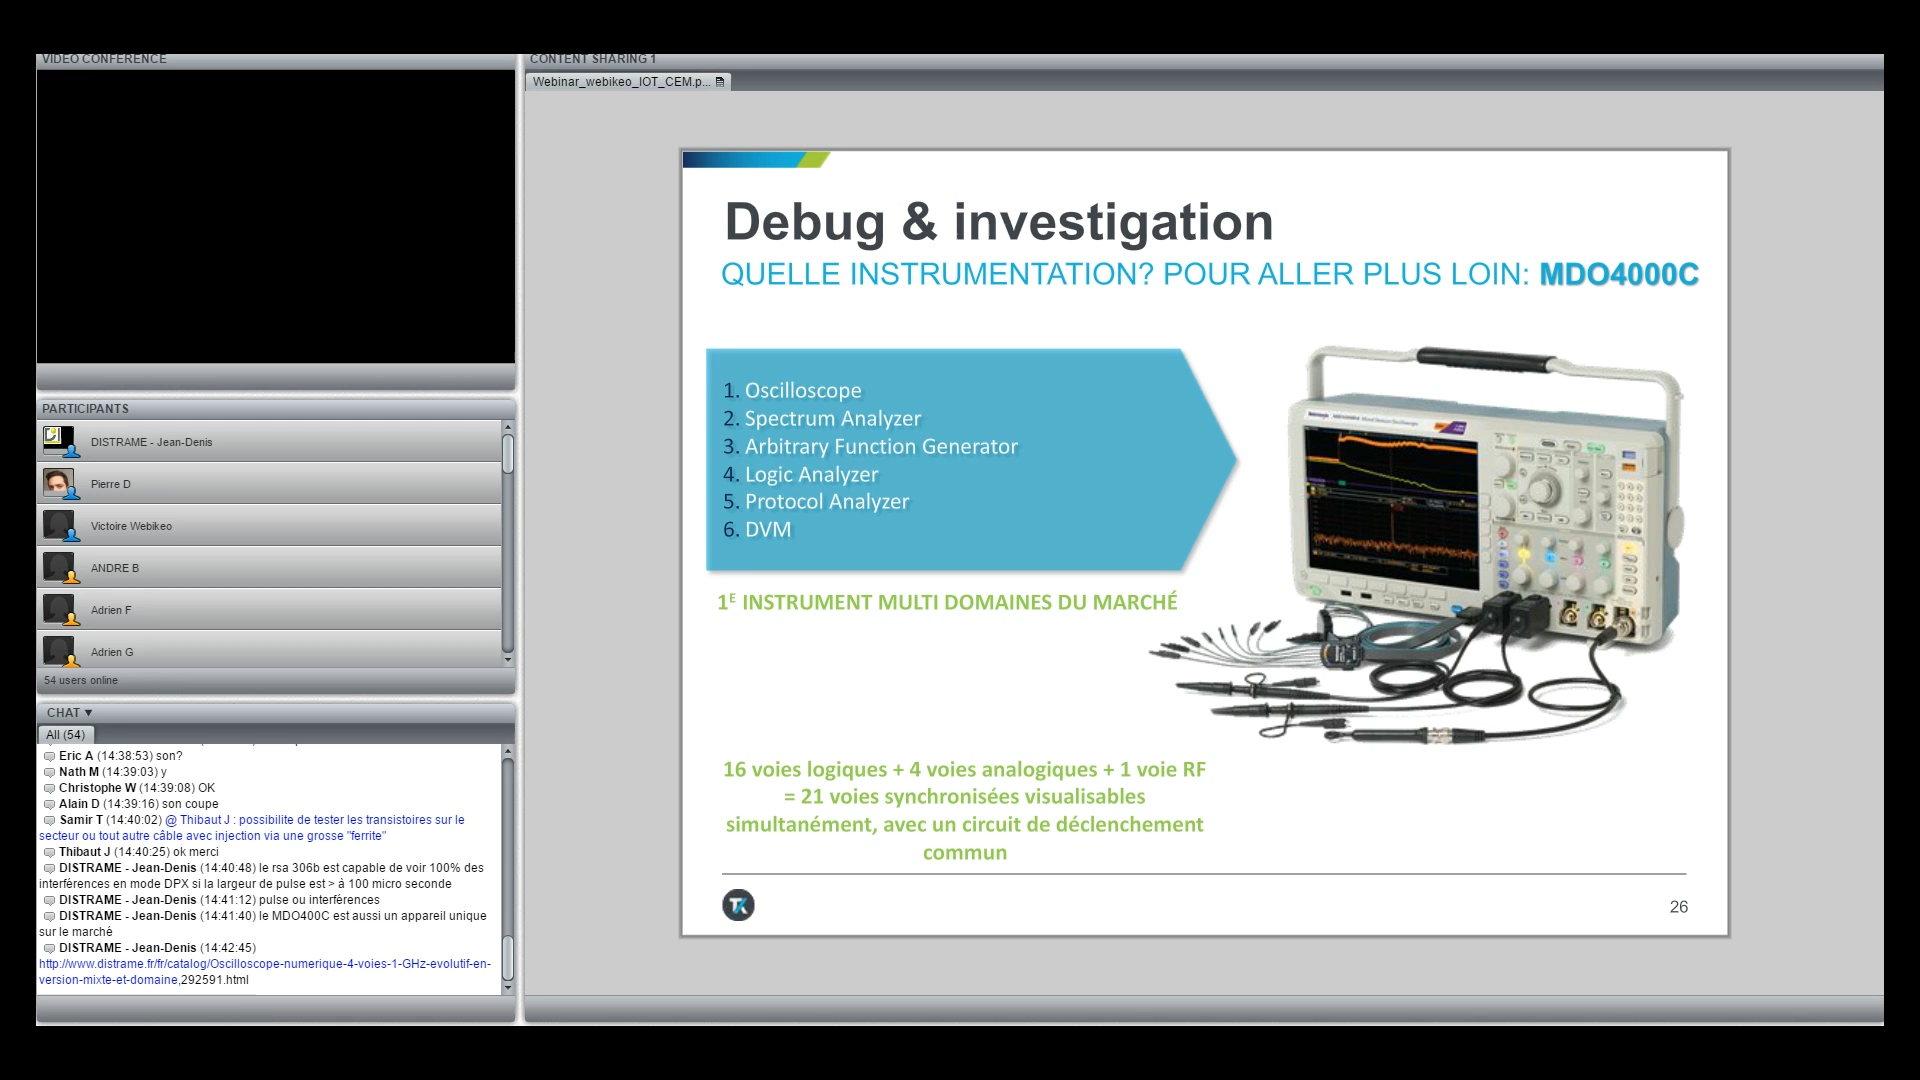 VIDEO CONFERENCE
PARTICIPANTS
DISTRAME - Jean-Denis
Pierre D
Victoire Webikeo
ANDRE B
Adrien F
Adrien G
54 users online
CHAT
All (54)
Eric A (14:38:53) son?
Nath M (14:39:03) y
Christophe W (14:39:08) OK
Alain D (14:39:16) son coupe
Samir T (14:40:02) @ Thibaut J : possibilite de tester les transistoires sur le
secteur ou tout autre câble avec injection via une grosse "ferrite"
Thibaut J (14:40:25) ok merci
DISTRAME - Jean-Denis (14:40:48) le rsa 306b est capable de voir 100% des
interférences en mode DPX si la largeur de pulse est > à 100 micro seconde
DISTRAME - Jean-Denis (14:41:12) pulse ou interférences
DISTRAME - Jean-Denis (14:41:40) le MDO400C est aussi un appareil unique
sur le marché
DISTRAME - Jean-Denis (14:42:45)
http://www.distrame.fr/fr/catalog/Oscilloscope-numerique-4-voies-1-GHz-evolutif-en-
version-mixte-et-domaine,292591.html
CONTENT SHARING 1
Webinar_webikeo_IOT_CEM.p...
Debug & investigation
QUELLE INSTRUMENTATION? POUR ALLER PLUS LOIN: MDO4000C
1. Oscilloscope
2. Spectrum Analyzer
3. Arbitrary Function Generator
4. Logic Analyzer
5. Protocol Analyzer
6. DVM
1E INSTRUMENT MULTI DOMAINES DU MARCHÉ
16 voies logiques + 4 voies analogiques + 1 voie RF
= 21 voies synchronisées visualisables
simultanément, avec un circuit de déclenchement
commun
26